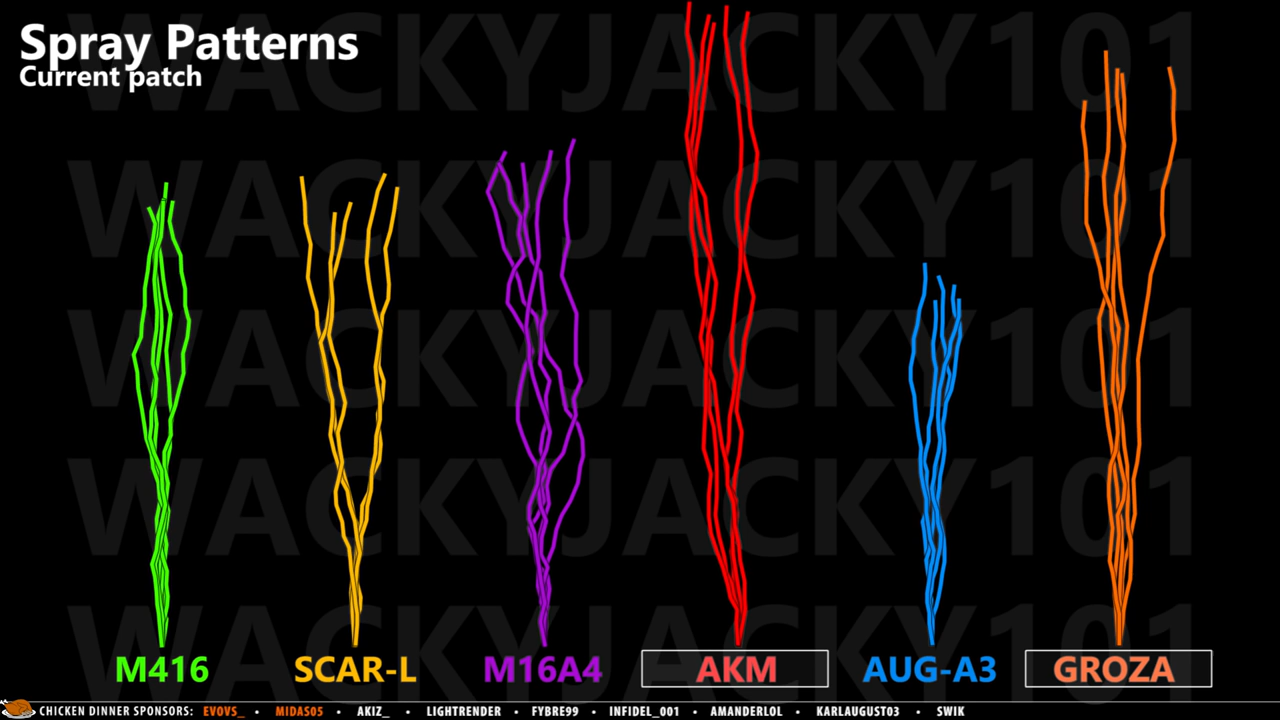 Spray Patterns
Current patch
WACKYJACKY101
WACKYJACKY101
WACKYJACKY101
WACKYJACKY101
WACKYJACKY101
M416 SCAR-L M16A4 AKM AUG-A3 GROZA
CHICKEN DINNER SPONSORS: EVOVS_ • MIDAS05 • AKIZ_ • LIGHTRENDER • FYBRE99 • INFIDEL_001 • AMANDERLOL • KARLAUGUST03 • SWIK